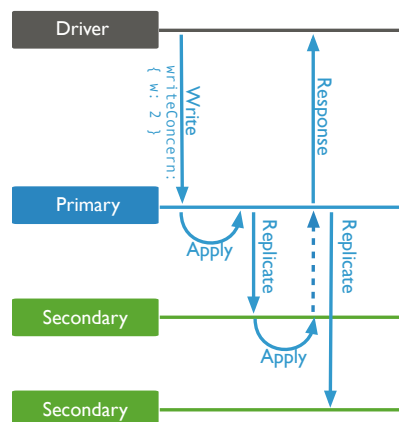 Driver
Write
writeConcern:
{ w: 2 }
Response
Primary
Apply
Replicate
Replicate
Secondary
Apply
Secondary